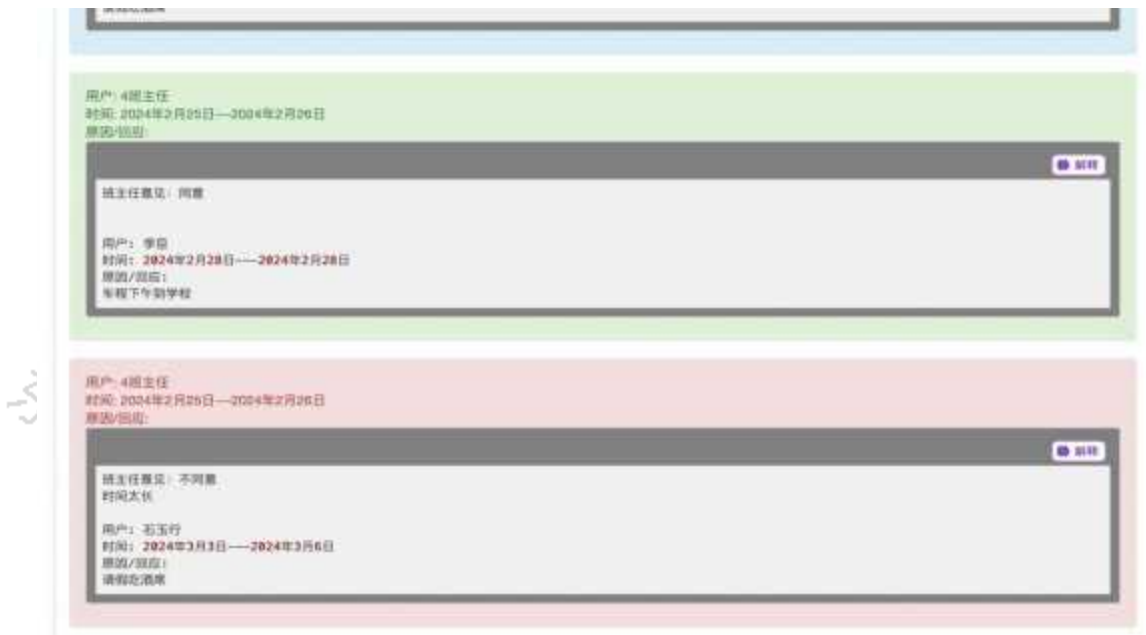 用户: 4班主任
时间: 2024年2月25日——2024年2月26日
原因/回应:
班主任意见: 同意
用户: 李臣
时间: 2024年2月28日——2024年2月28日
原因/回应:
车程下午到学校
用户: 4班主任
时间: 2024年2月25日——2024年2月26日
原因/回应:
班主任意见: 不同意
时间太长
用户: 石玉行
时间: 2024年3月3日——2024年3月6日
原因/回应:
请假吃酒席